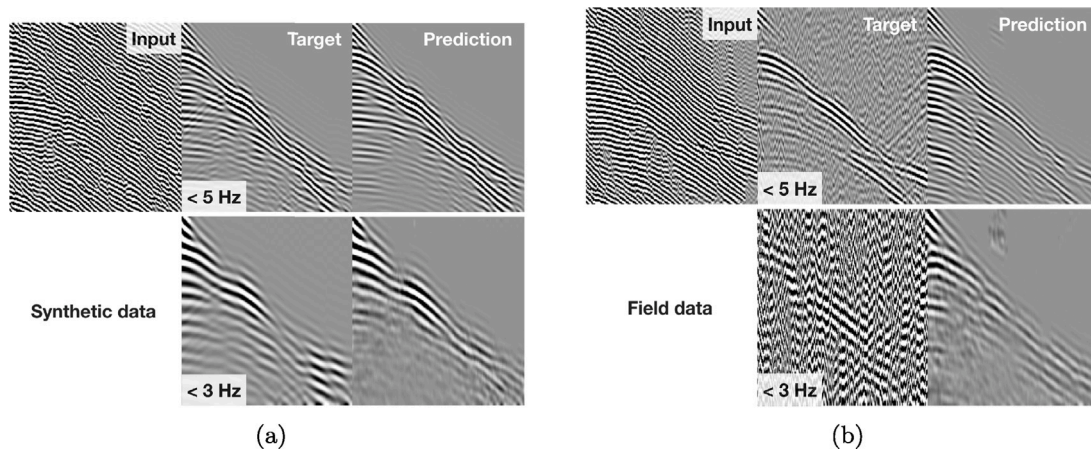 Input Target Prediction
< 5 Hz
Synthetic data
< 3 Hz
(a)
Input Target Prediction
< 5 Hz
Field data
< 3 Hz
(b)